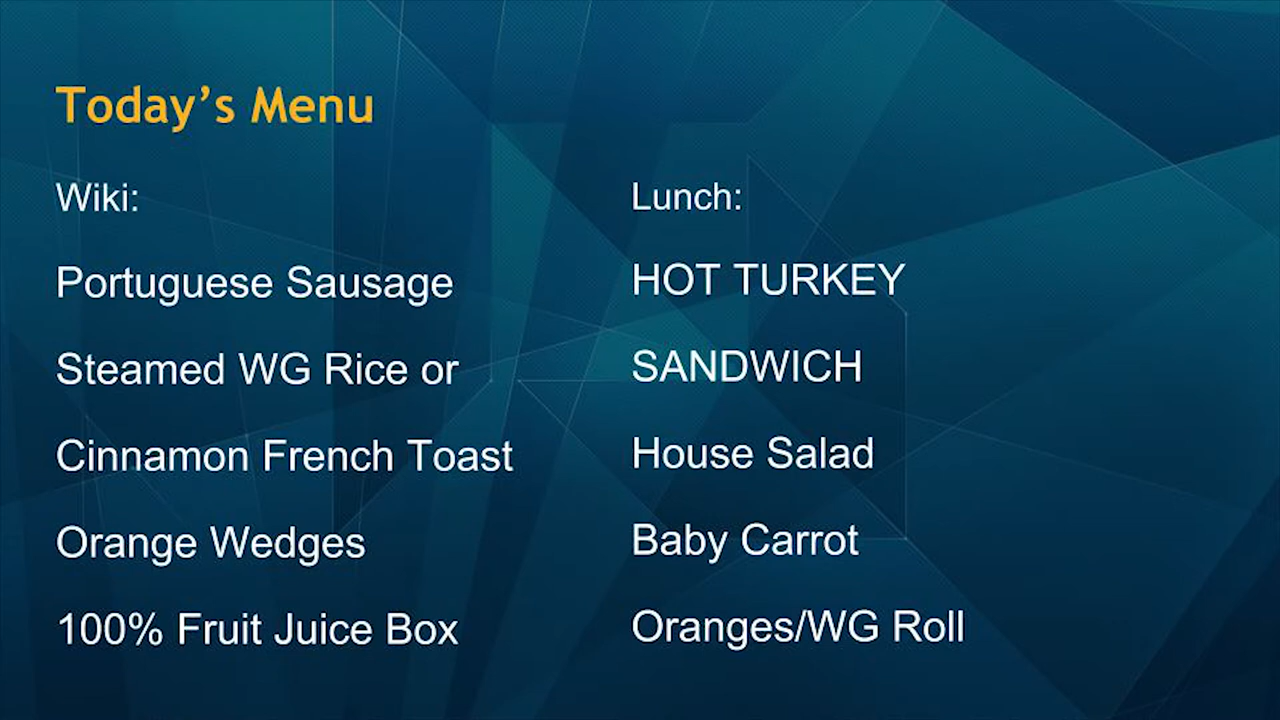 Today’s Menu
Wiki:
Portuguese Sausage
Steamed WG Rice or
Cinnamon French Toast
Orange Wedges
100% Fruit Juice Box
Lunch:
HOT TURKEY
SANDWICH
House Salad
Baby Carrot
Oranges/WG Roll